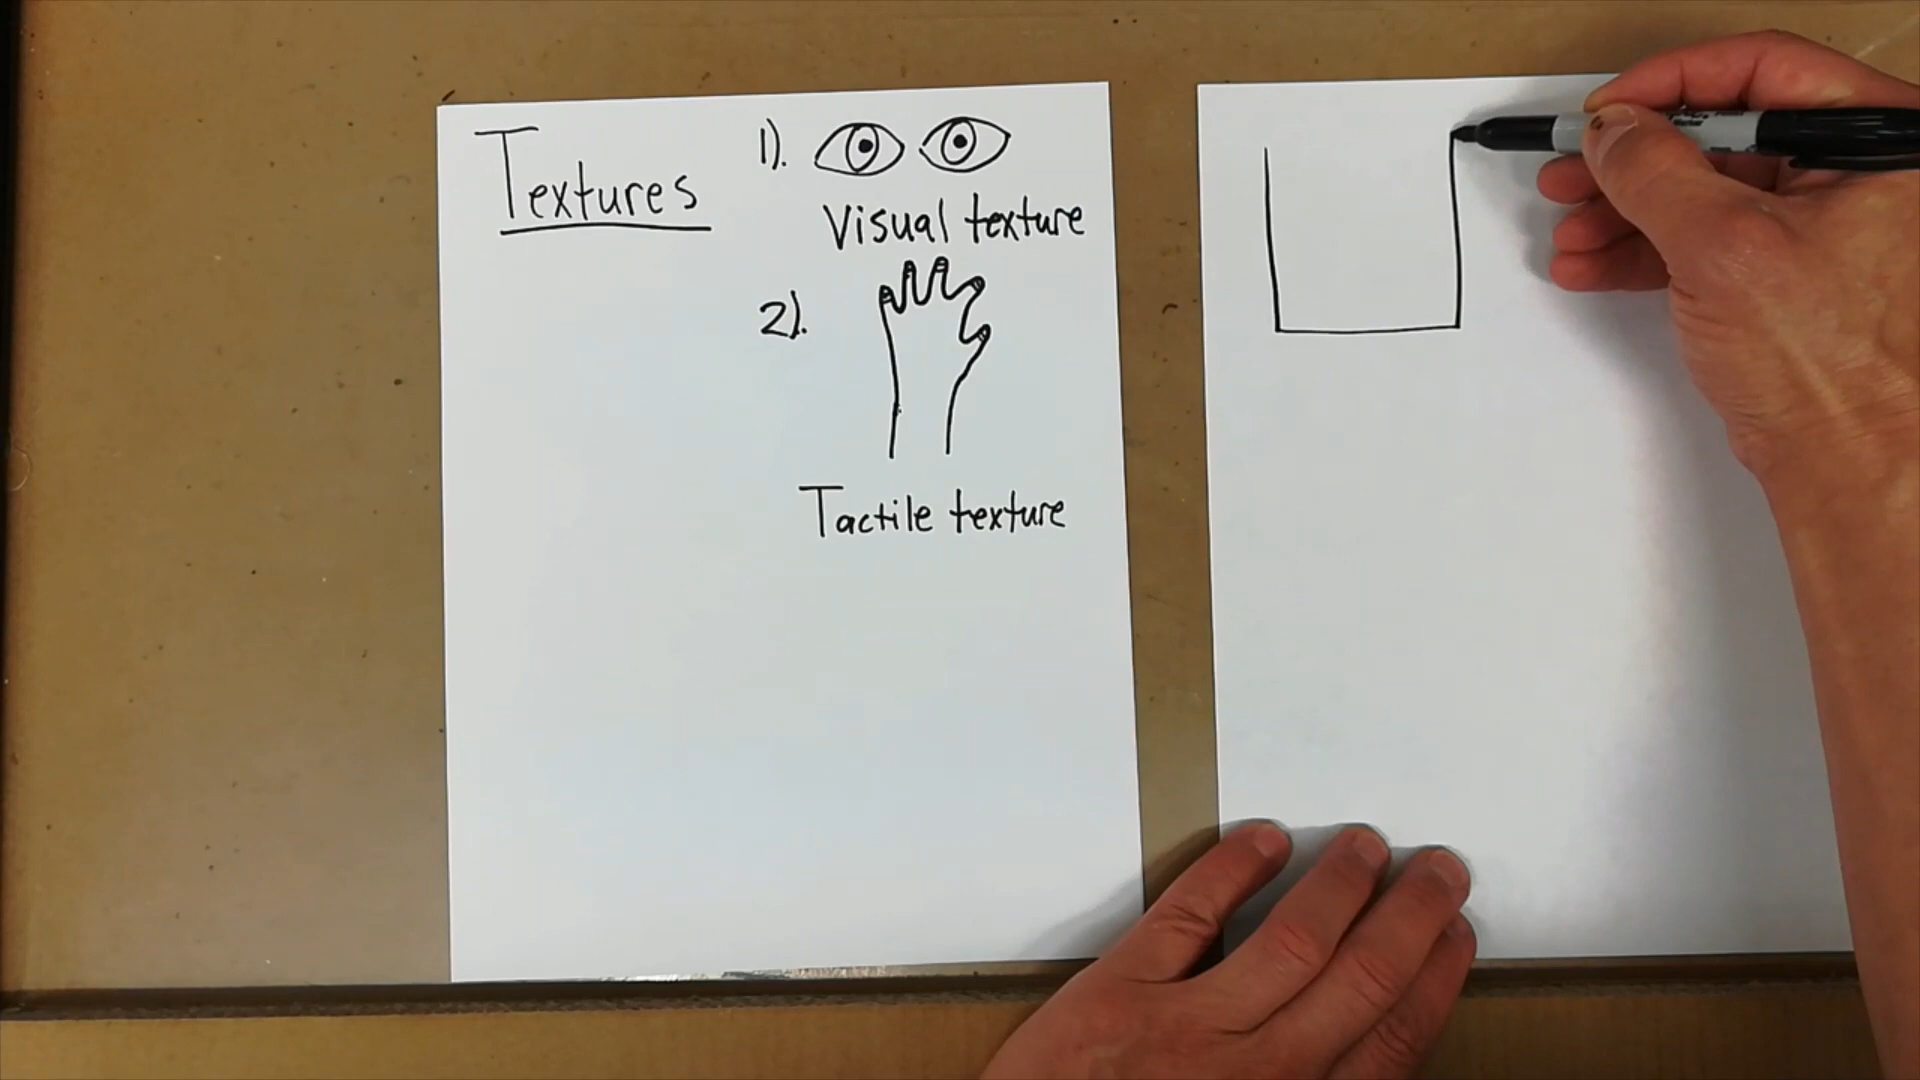 Textures
1).
Visual texture
2).
Tactile texture